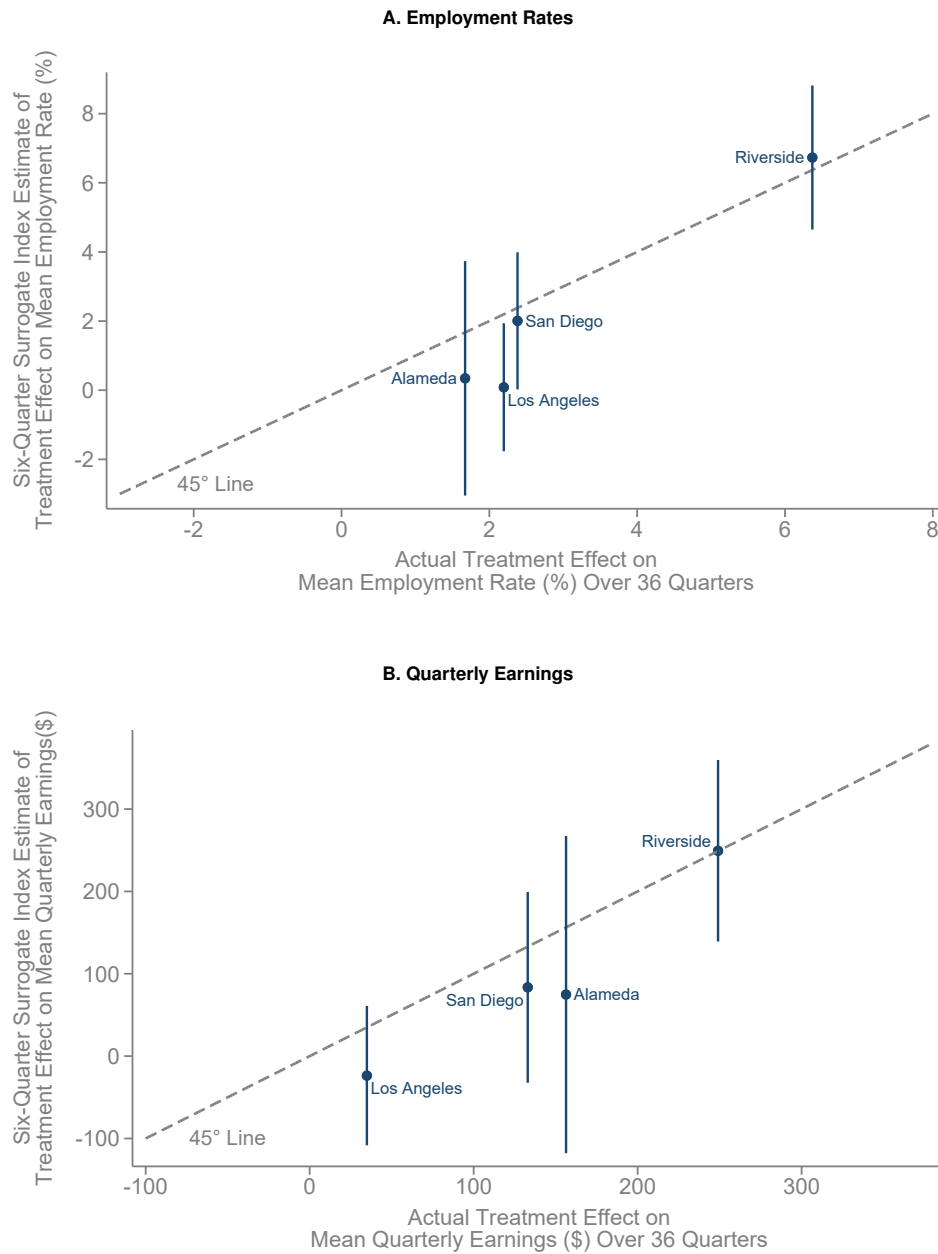 A. Employment Rates
Six-Quarter Surrogate Index Estimate of
Treatment Effect on Mean Employment Rate (%)
8
6
4
2
0
-2
Riverside
San Diego
Alameda
Los Angeles
45° Line
-2 0 2 4 6 8
Actual Treatment Effect on
Mean Employment Rate (%) Over 36 Quarters
B. Quarterly Earnings
Six-Quarter Surrogate Index Estimate of
Treatment Effect on Mean Quarterly Earnings($)
300
200
100
0
-100
Riverside
San Diego
Alameda
Los Angeles
45° Line
-100 0 100 200 300
Actual Treatment Effect on
Mean Quarterly Earnings ($) Over 36 Quarters